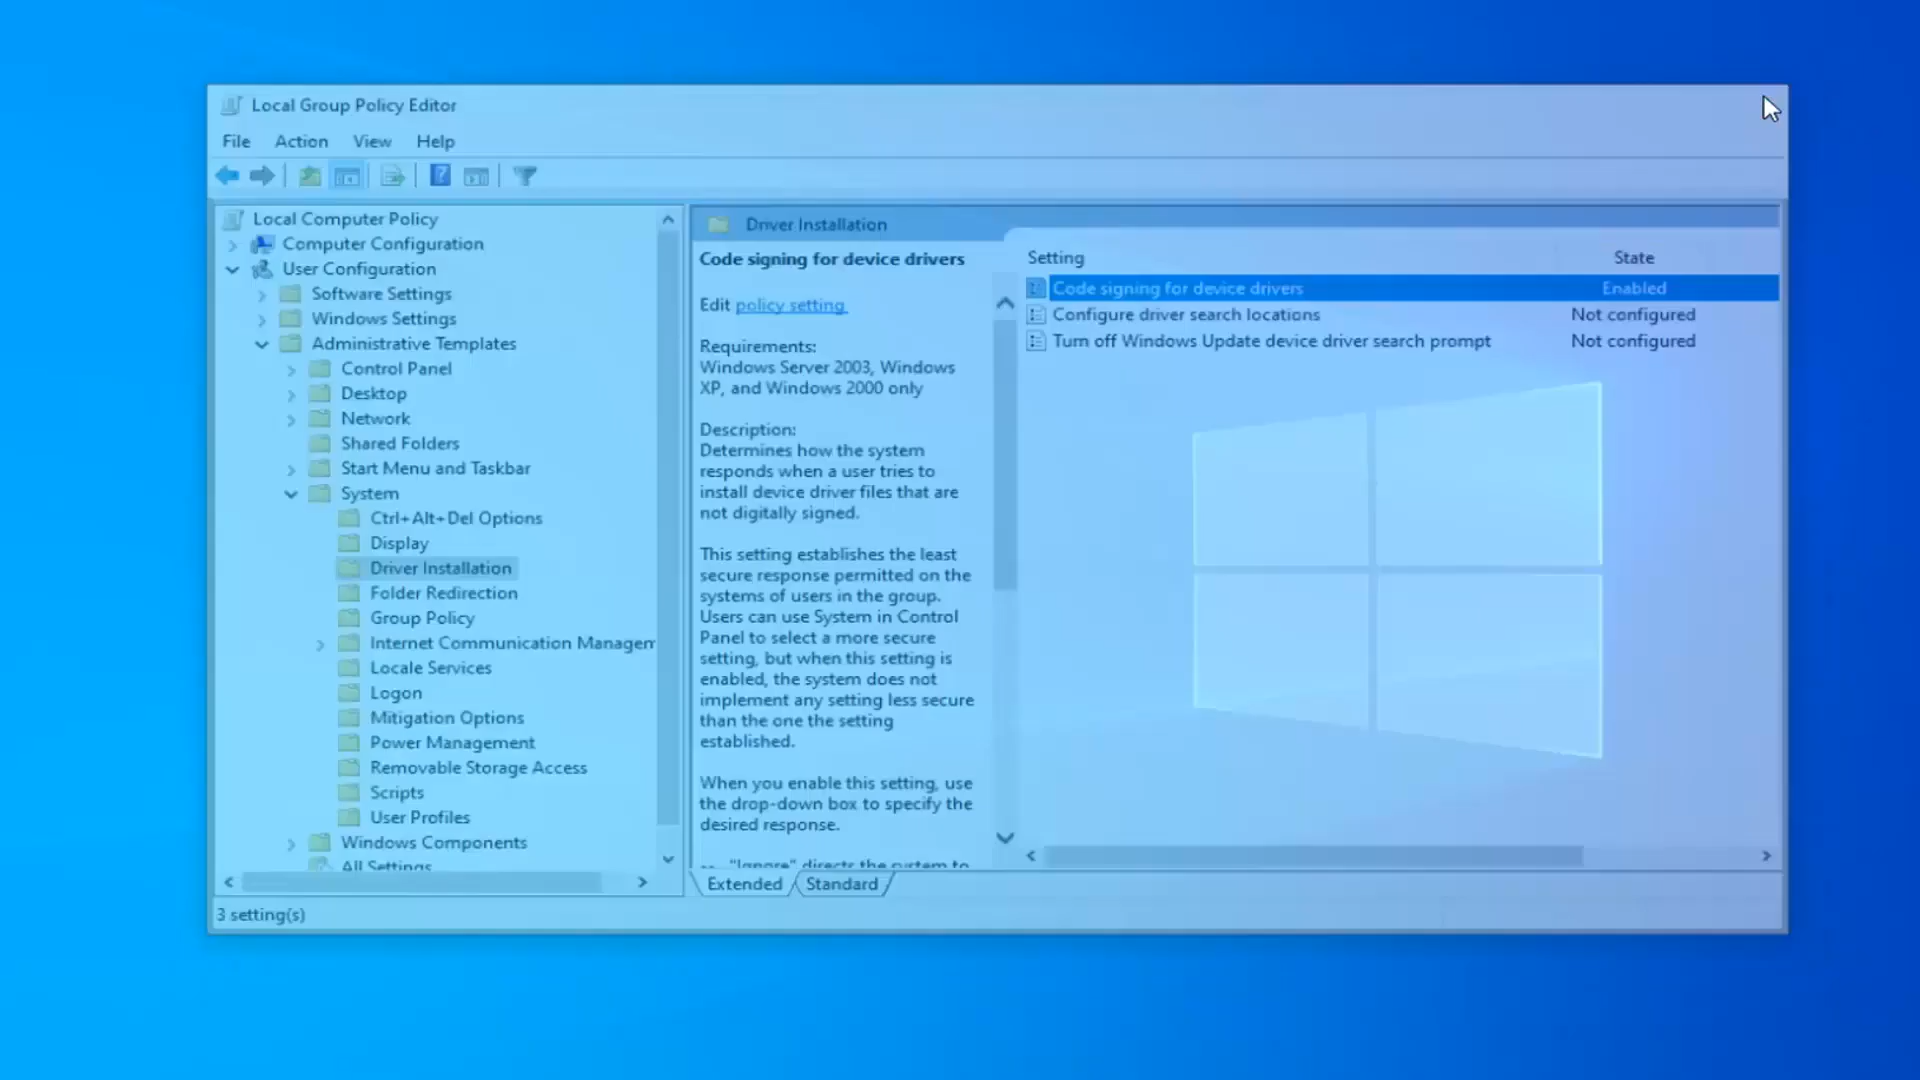 Local Group Policy Editor
File Action View Help
Local Computer Policy
Computer Configuration
User Configuration
Software Settings
Windows Settings
Administrative Templates
Control Panel
Desktop
Network
Shared Folders
Start Menu and Taskbar
System
Ctrl+Alt+Del Options
Display
Driver Installation
Folder Redirection
Group Policy
Internet Communication Managem
Locale Services
Logon
Mitigation Options
Power Management
Removable Storage Access
Scripts
User Profiles
Windows Components
All Settings
Driver Installation
Code signing for device drivers
Edit policy setting
Requirements:
Windows Server 2003, Windows
XP, and Windows 2000 only
Description:
Determines how the system
responds when a user tries to
install device driver files that are
not digitally signed.
This setting establishes the least
secure response permitted on the
systems of users in the group.
Users can use System in Control
Panel to select a more secure
setting, but when this setting is
enabled, the system does not
implement any setting less secure
than the one the setting
established.
When you enable this setting, use
the drop-down box to specify the
desired response.
-- "Ignore" directs the system to
Setting State
Code signing for device drivers Enabled
Configure driver search locations Not configured
Turn off Windows Update device driver search prompt Not configured
Extended Standard
3 setting(s)